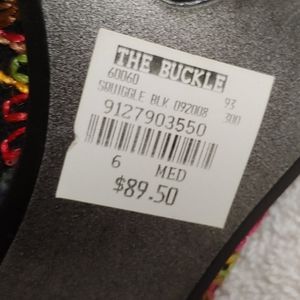 THE BUCKLE
60060 93
SQUIGGLE BLK 092008 300
9127903550
6 MED
$89.50